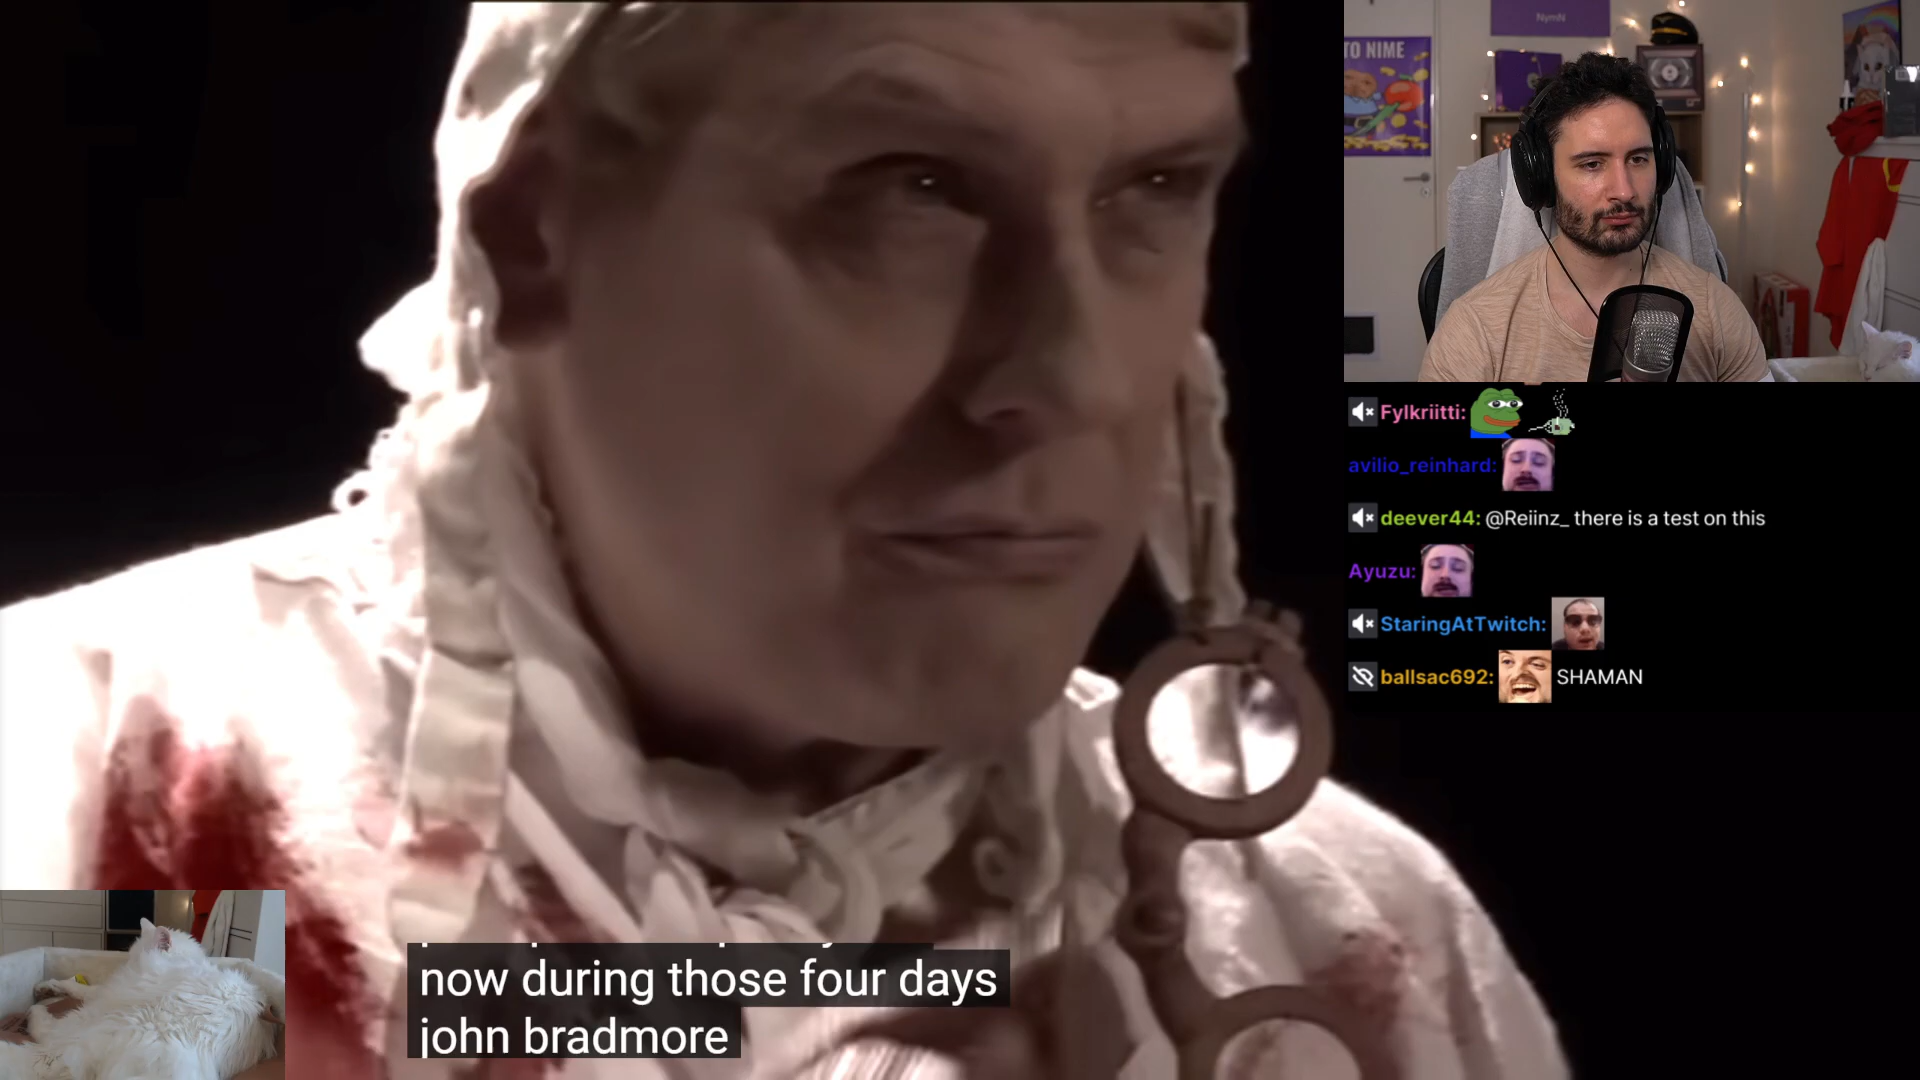 NymN
TO NIME
Fylkriitti:
avilio_reinhard:
deever44: @Reiinz_ there is a test on this
Ayuzu:
StaringAtTwitch:
ballsac692: SHAMAN
now during those four days
john bradmore